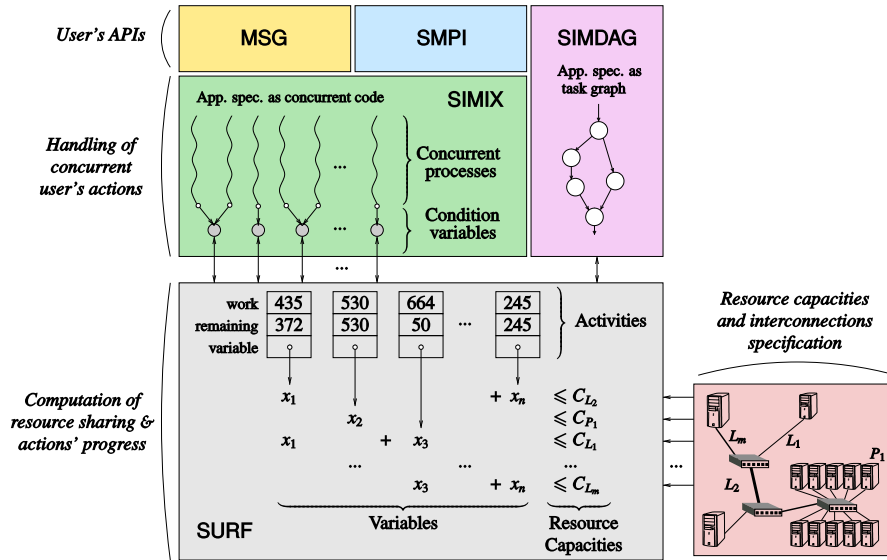 User's APIs
MSG
SMPI
SIMDAG
App. spec. as
task graph
App. spec. as concurrent code
SIMIX
Handling of
concurrent
user's actions
...
Concurrent
processes
...
Condition
variables
...
work
435
530
664
245
remaining
372
530
50
...
245
variable
Activities
Resource capacities
and interconnections
specification
Computation of
resource sharing &
actions' progress
x1 + xn ⩽ CL2
x2 ⩽ CP1
x1 + x3 ⩽ CL1
... ... ... ...
x3 + xn ⩽ CLm
Lm
L1
P1
L2
SURF
Variables
Resource
Capacities